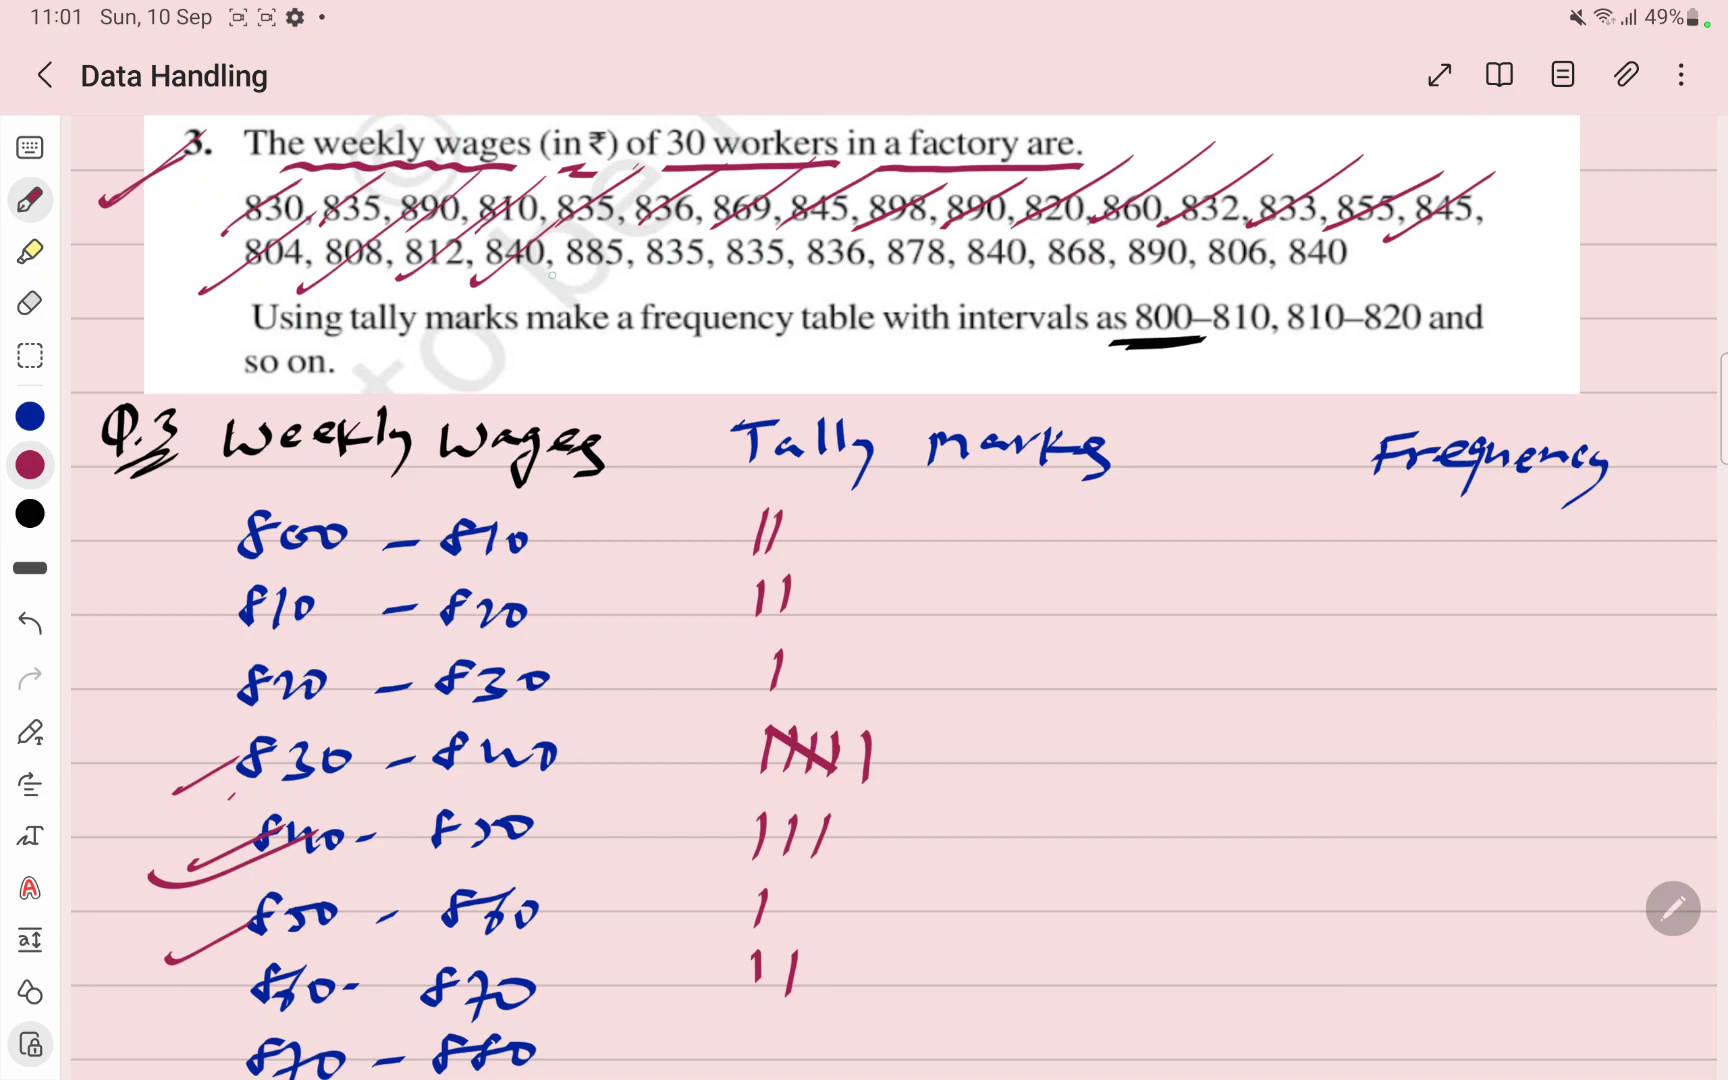 11:01 Sun, 10 Sep 49%
Data Handling
3. The weekly wages (in ₹) of 30 workers in a factory are.
830, 835, 890, 810, 835, 836, 869, 845, 898, 890, 820, 860, 832, 833, 855, 845,
804, 808, 812, 840, 885, 835, 835, 836, 878, 840, 868, 890, 806, 840
Using tally marks make a frequency table with intervals as 800–810, 810–820 and
so on.
Q.3 Weekly Wages Tally marks Frequency
800 – 810 ||
810 – 820 ||
820 – 830 |
830 – 840 |||||| 
840 - 850 |||
850 - 860 |
860 - 870 ||
870 – 880